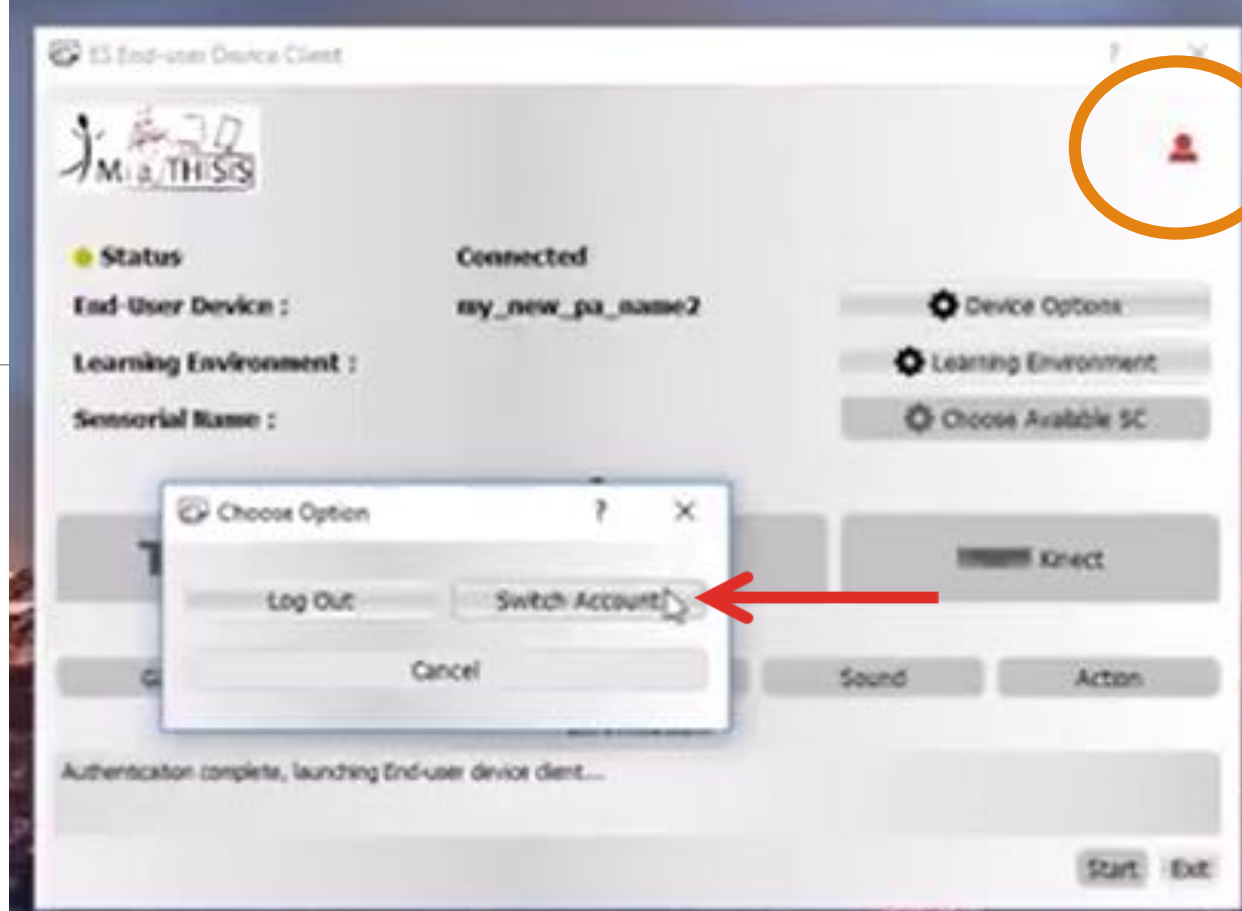 End-user Device Client ?
Mia THISIS
Status Connected
End-User Device : my_new_pa_name2 Device Options
Learning Environment : Learning Environment
Sensorial Name : Choose Available SC
Choose Option ? ×
T Kinect
Log Out Switch Account
Cancel
G Sound Action
Authentication complete, launching End-user device client....
Start Exit